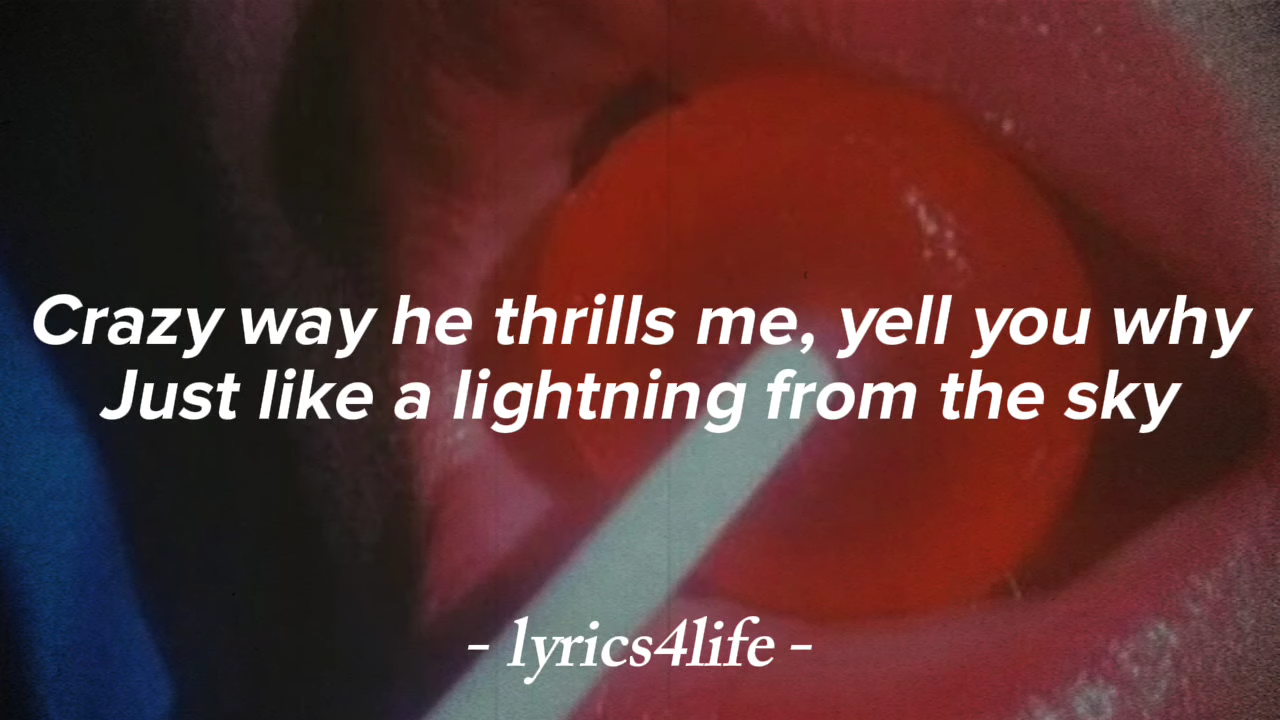 Crazy way he thrills me, yell you why
Just like a lightning from the sky
- lyrics4life -